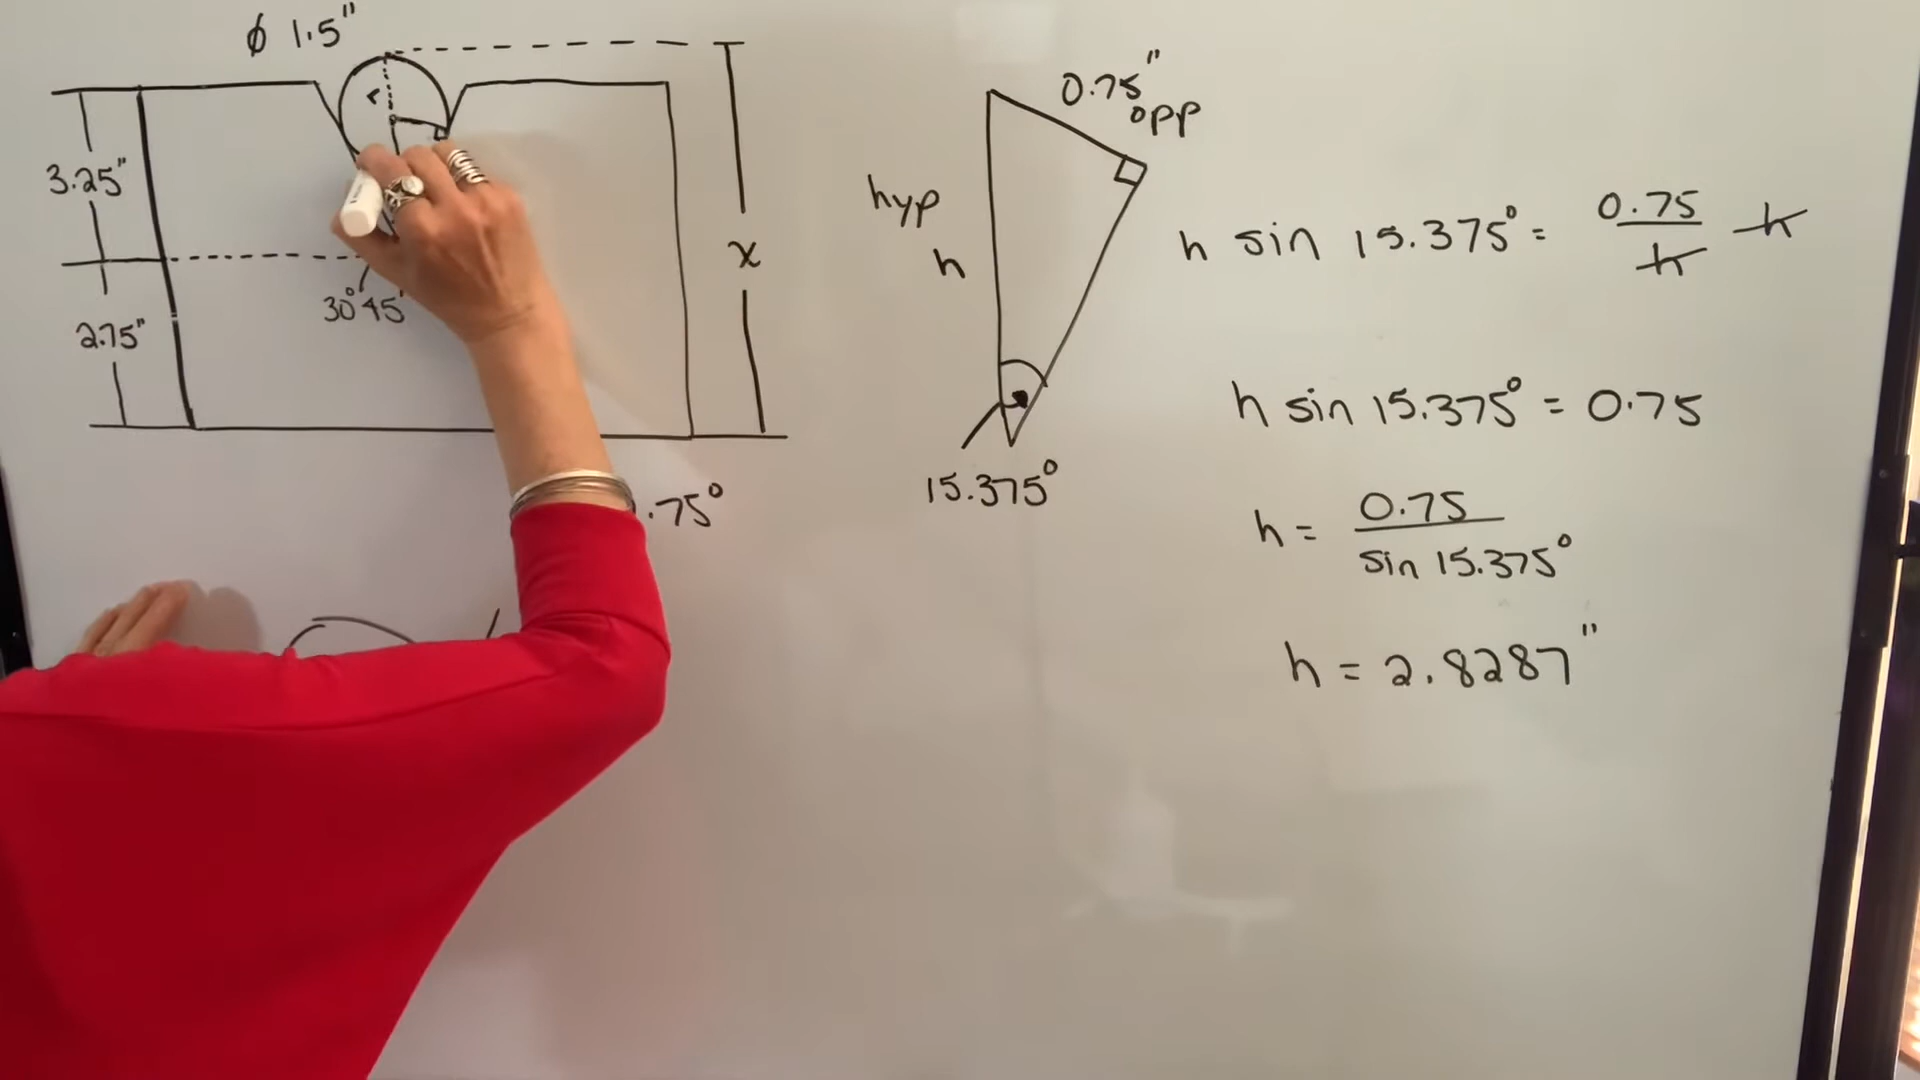 ϕ 1.5"
r
3.25"
2.75"
30°45'
x
.75°
0.75"
opp
hyp
h
15.375°
h sin 15.375° = 0.75/h h
h sin 15.375° = 0.75
h = 0.75/sin 15.375°
h = 2.8287"